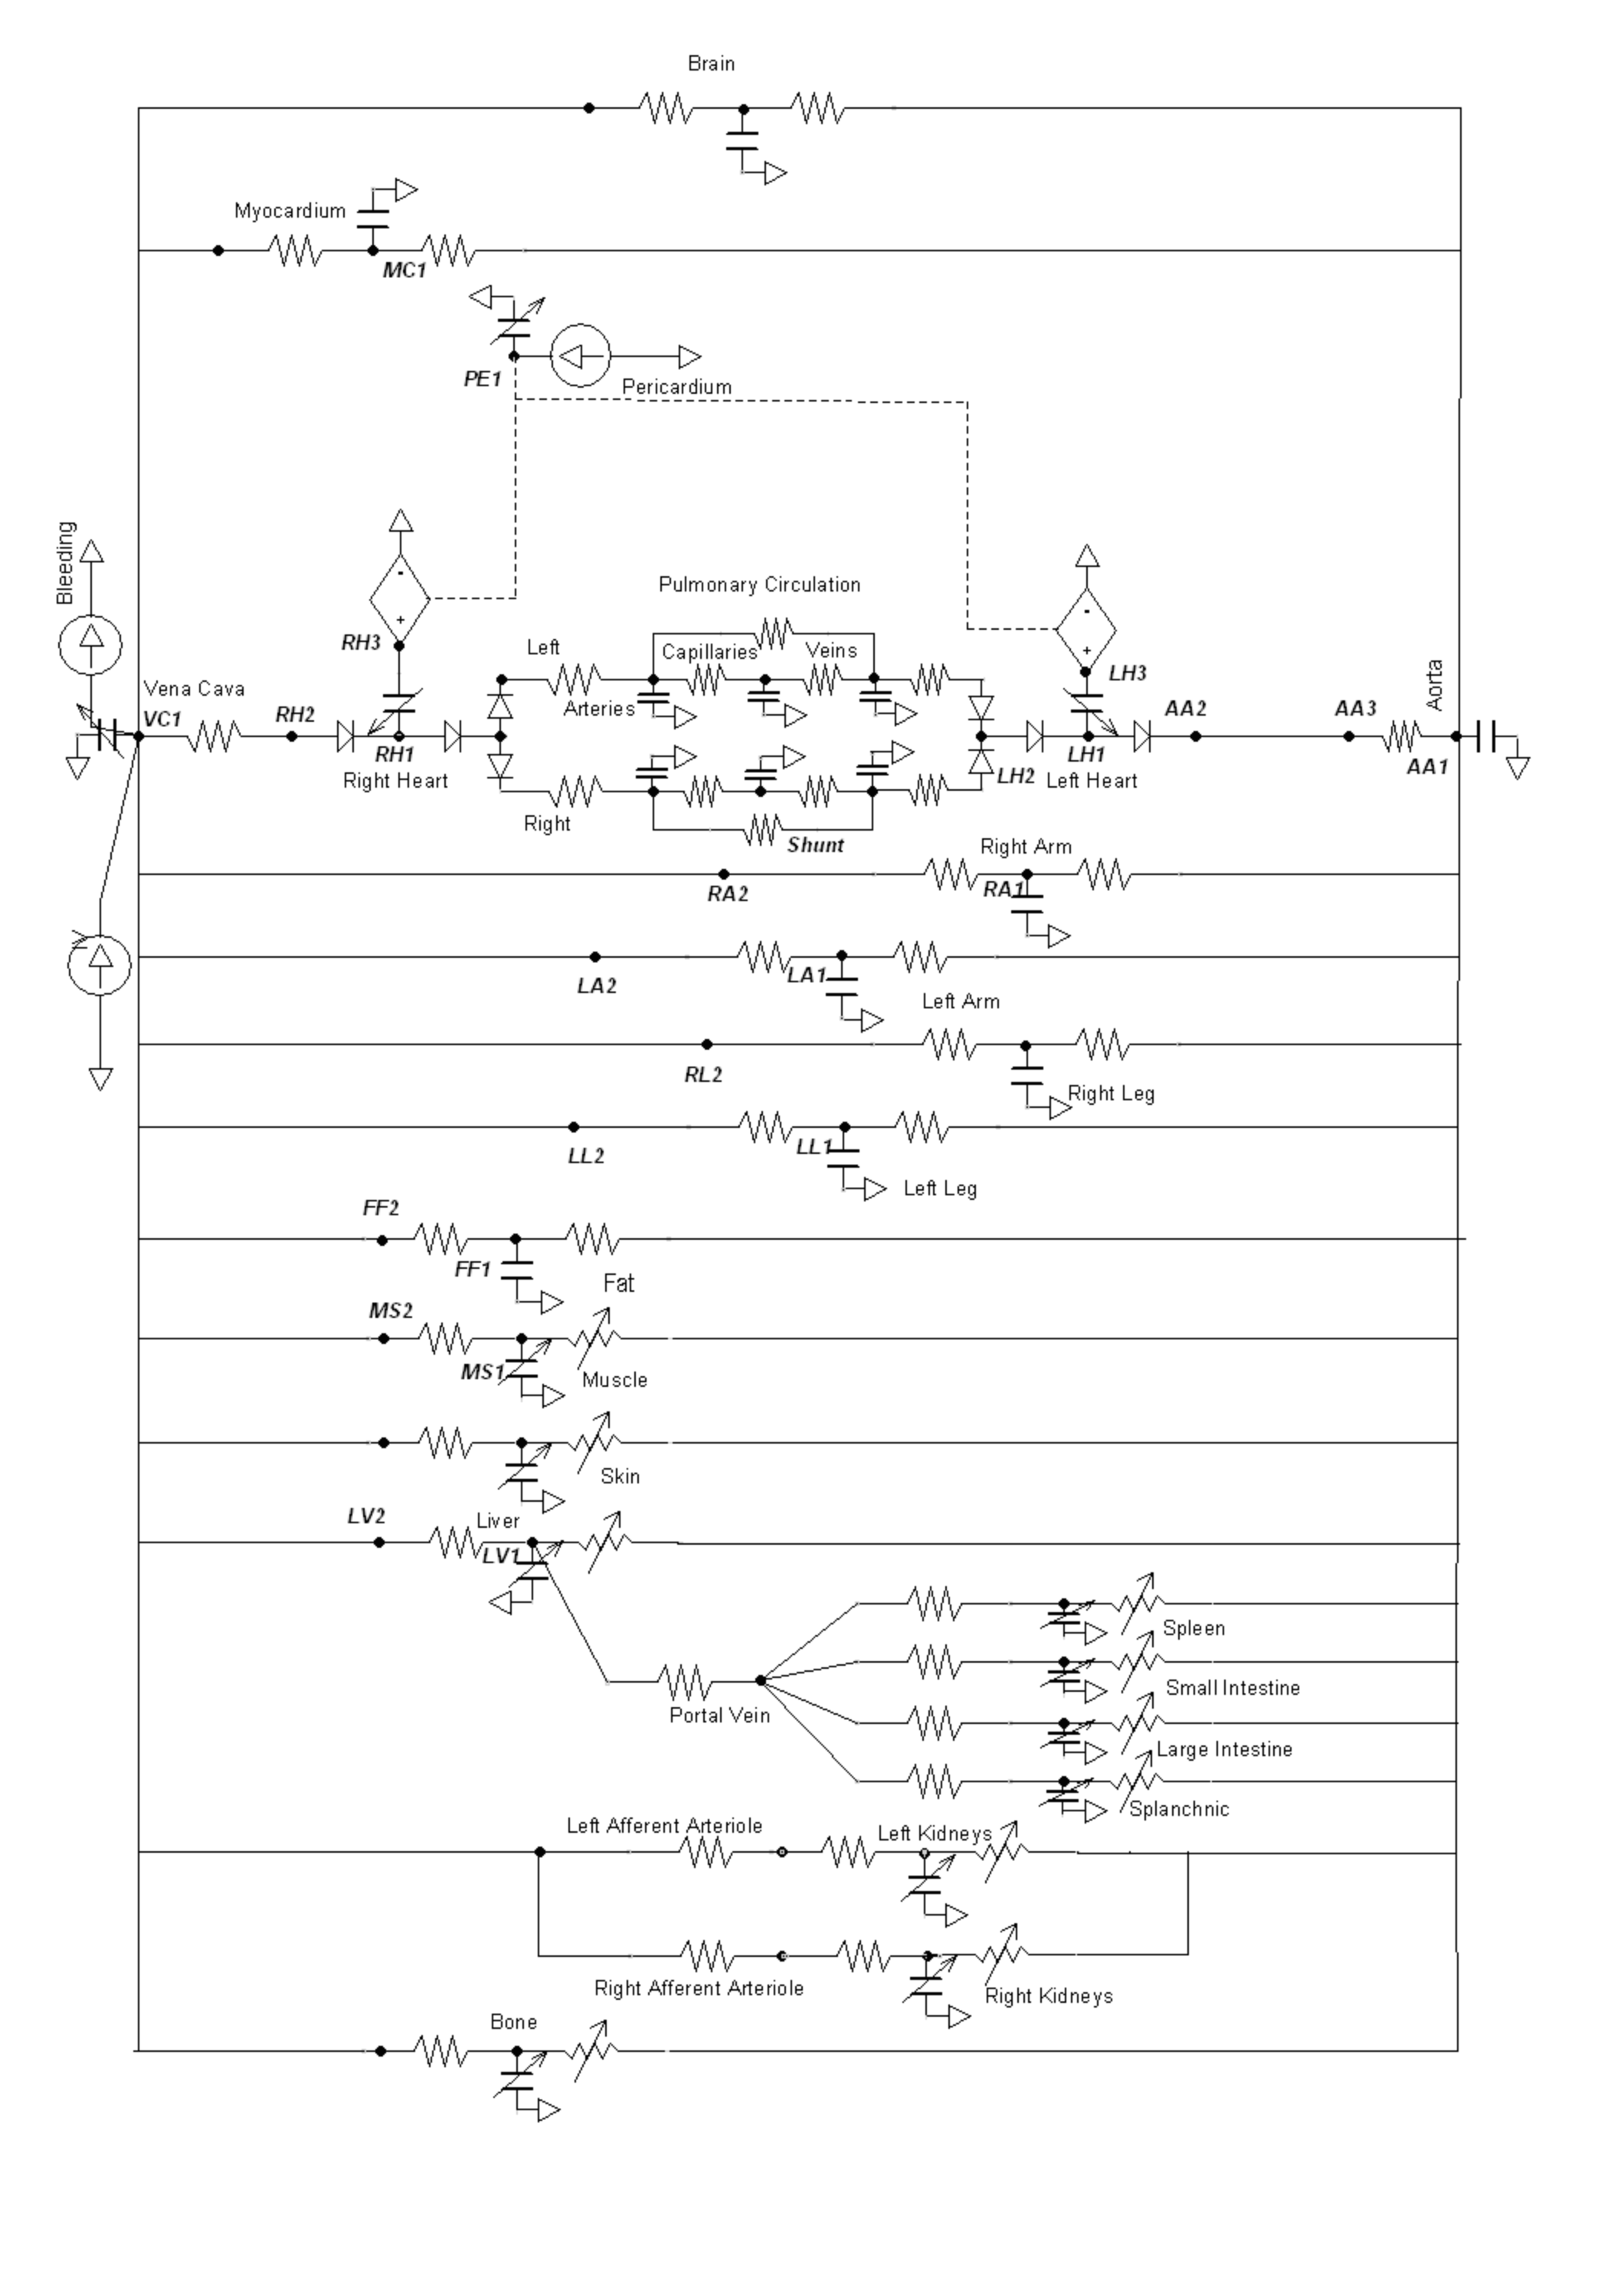 Brain
Myocardium
MC1
PE1
Pericardium
Bleeding
Pulmonary Circulation
RH3
-
+
Left
Capillaries
Veins
-
+
LH3
Vena Cava
VC1
RH2
Arteries
AA2
AA3
Aorta
RH1
Right Heart
LH2
LH1
Left Heart
AA1
Right
Shunt
Right Arm
RA2
RA1
IV
LA2
LA1
Left Arm
RL2
Right Leg
LL2
LL1
Left Leg
FF2
FF1
Fat
MS2
MS1
Muscle
Skin
LV2
Liver
LV1
Spleen
Small Intestine
Portal Vein
Large Intestine
Splanchnic
Left Afferent Arteriole
Left Kidneys
Right Afferent Arteriole
Right Kidneys
Bone